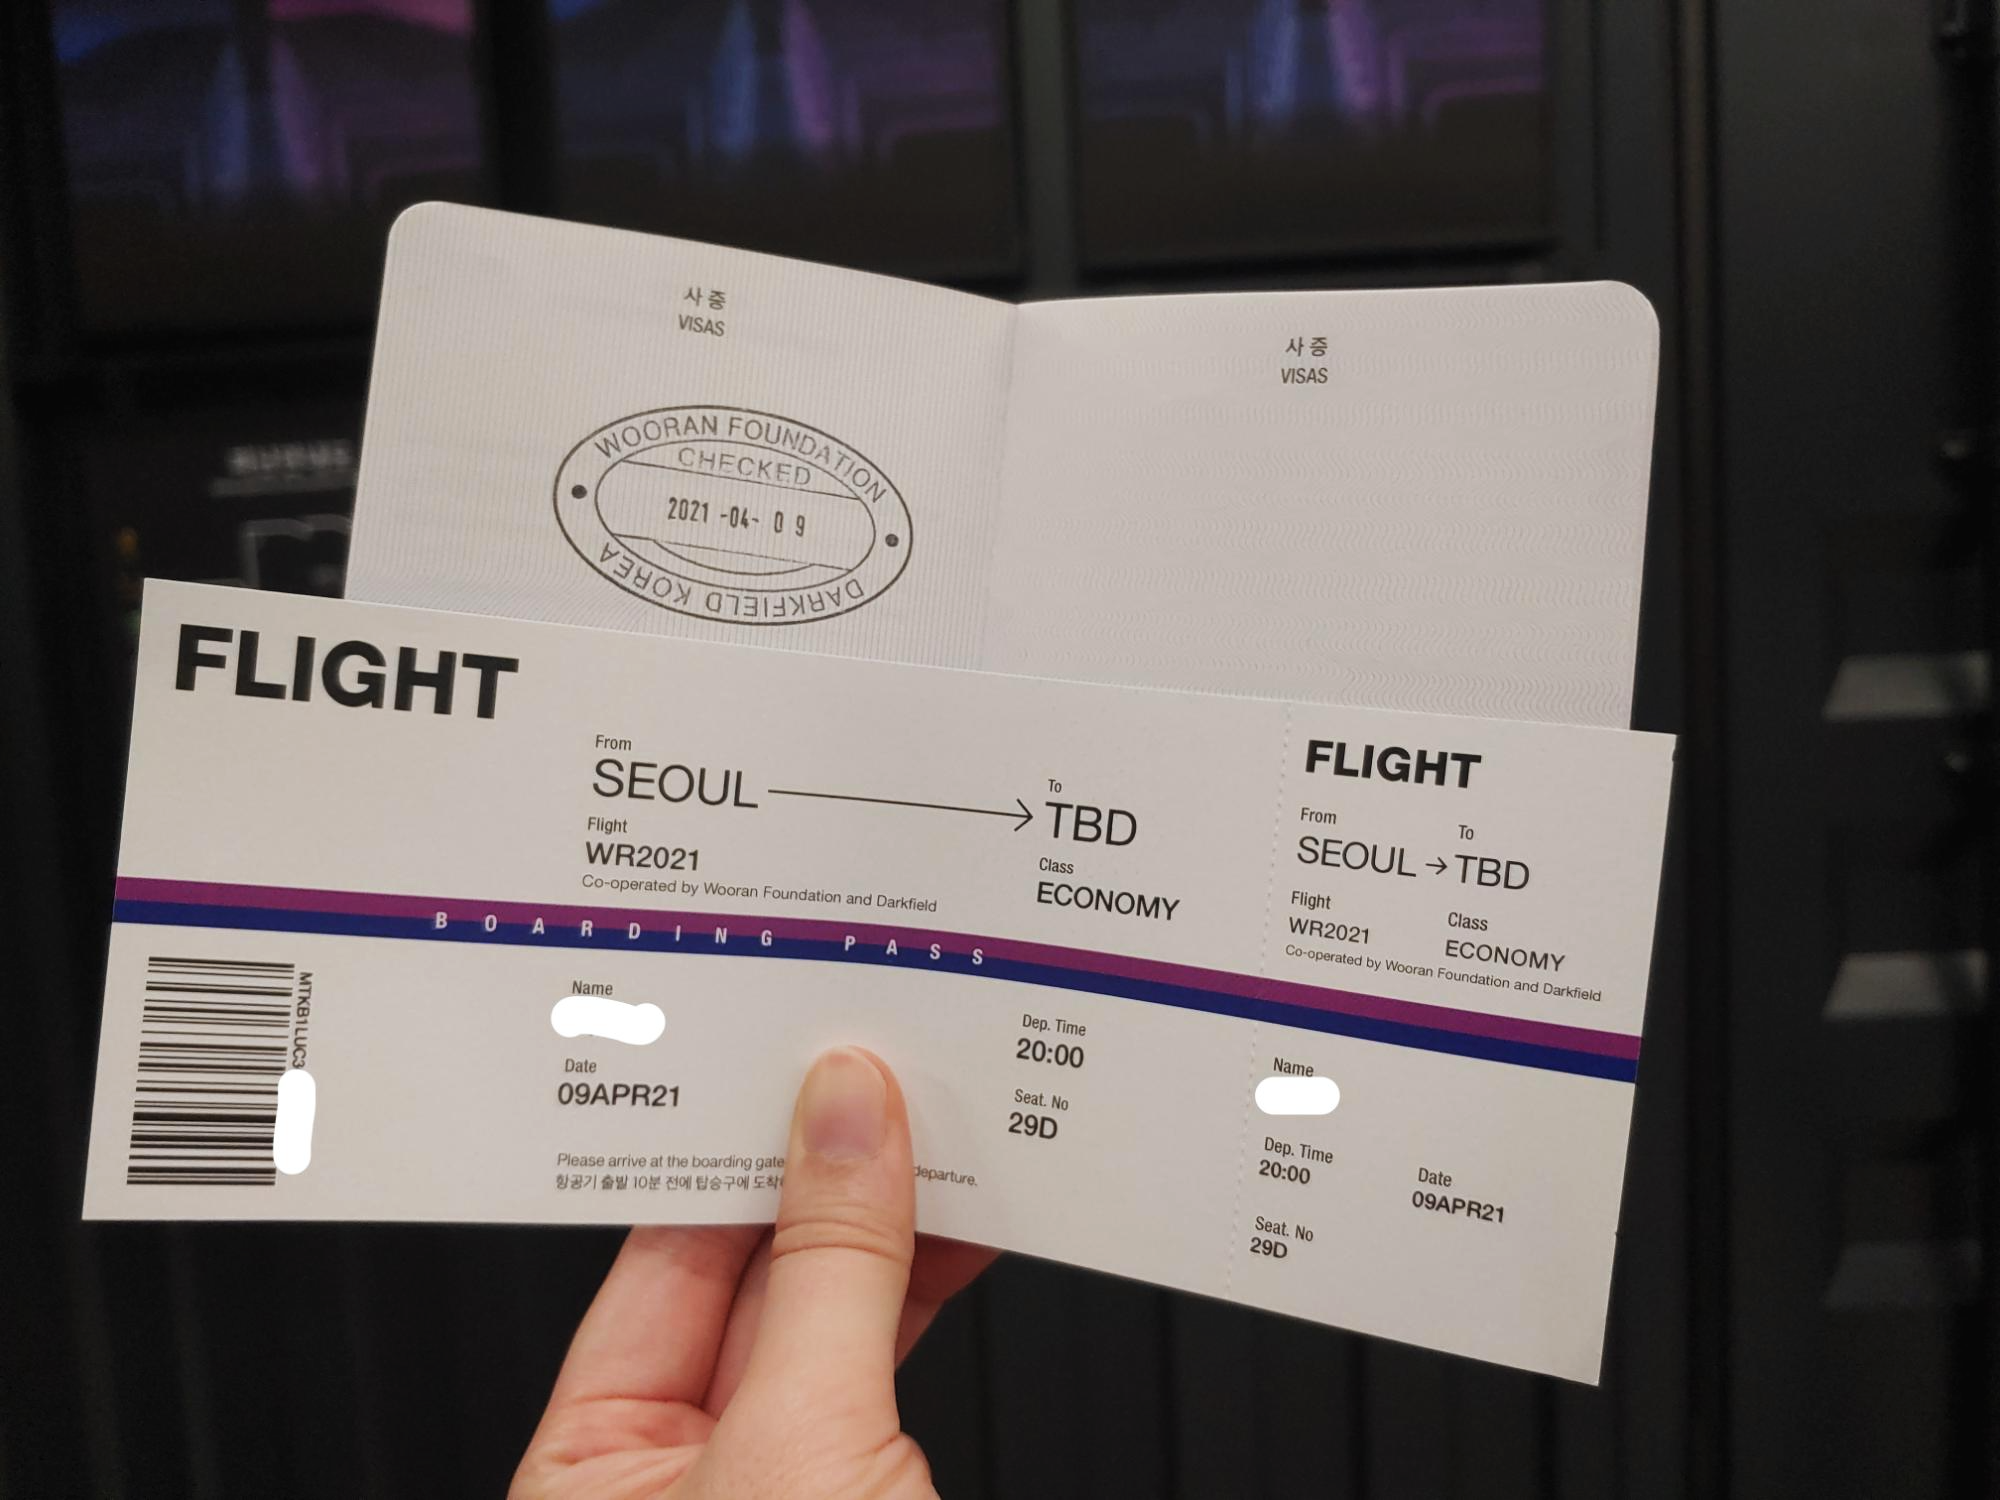 사 증
VISAS
사 증
VISAS
WOORAN FOUNDATION
CHECKED
2021 -04- 0 9
DARKFIELD KOREA
FLIGHT
From
SEOUL
To
TBD
Flight
WR2021
Class
ECONOMY
Co-operated by Wooran Foundation and Darkfield
BOARDING PASS
MTKB1LUC3
Name
Date
09APR21
Dep. Time
20:00
Seat. No
29D
Please arrive at the boarding gate departure.
항공기 출발 10분 전에 탑승구에
FLIGHT
From To
SEOUL → TBD
Flight Class
WR2021 ECONOMY
Co-operated by Wooran Foundation and Darkfield
Name
Dep. Time Date
20:00 09APR21
Seat. No
29D